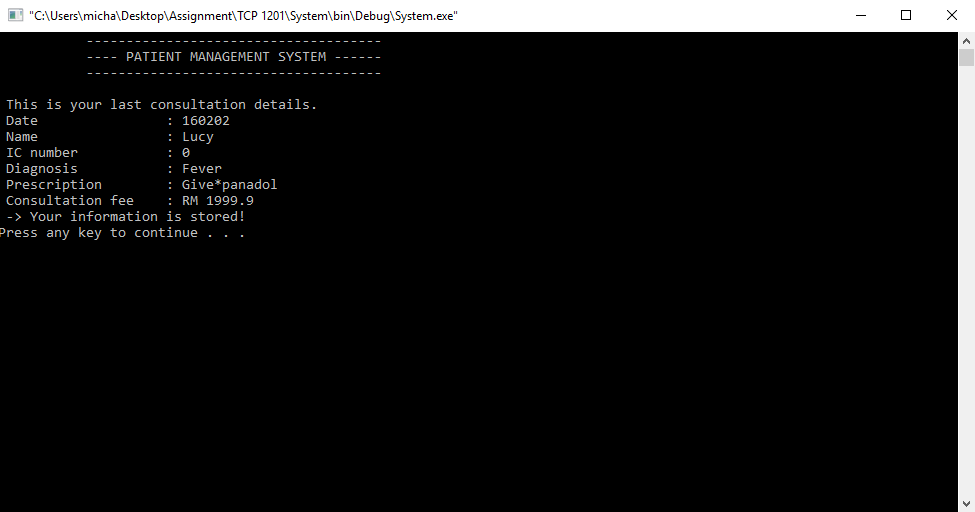 "C:\Users\micha\Desktop\Assignment\TCP 1201\System\bin\Debug\System.exe"
-------------------------------------
---- PATIENT MANAGEMENT SYSTEM ------
-------------------------------------
This is your last consultation details.
Date : 160202
Name : Lucy
IC number : 0
Diagnosis : Fever
Prescription : Give*panadol
Consultation fee : RM 1999.9
-> Your information is stored!
Press any key to continue . . .